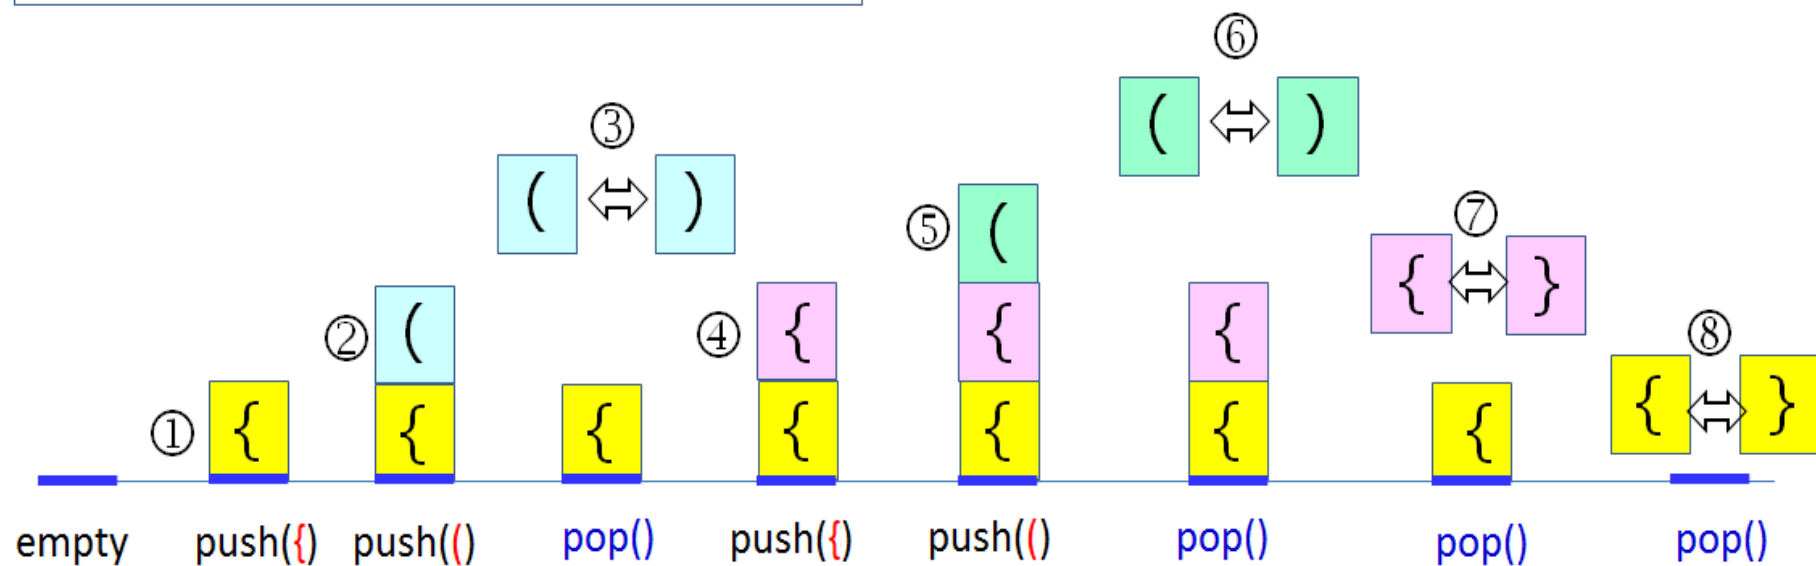 ⑥
( )
③
( )
⑤ (
⑦
{ }
② ( ④ { { {
⑧
① { { { { { { { { }
empty push({) push(() pop() push({) push(() pop() pop() pop()